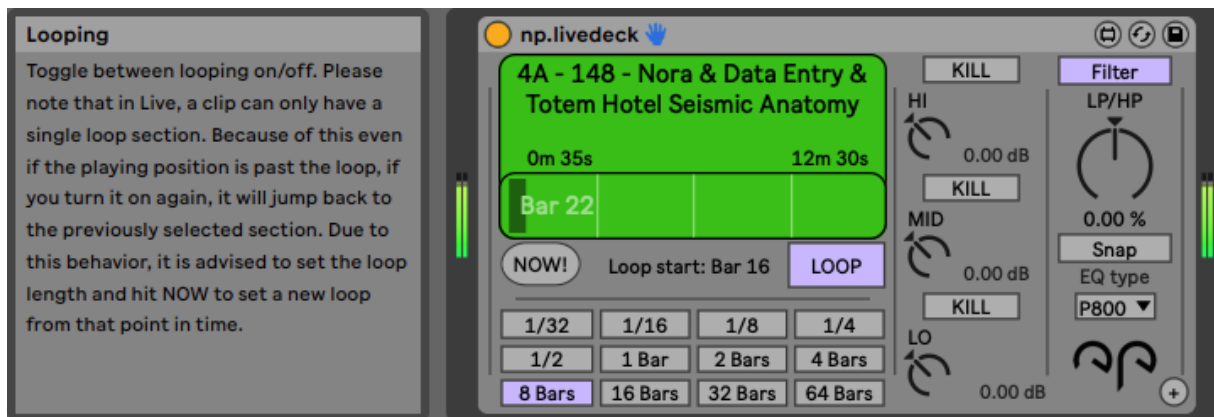 Looping
Toggle between looping on/off. Please
note that in Live, a clip can only have a
single loop section. Because of this even
if the playing position is past the loop, if
you turn it on again, it will jump back to
the previously selected section. Due to
this behavior, it is advised to set the loop
length and hit NOW to set a new loop
from that point in time.
np.livedeck
4A - 148 - Nora & Data Entry &
Totem Hotel Seismic Anatomy
0m 35s 12m 30s
Bar 22
NOW! Loop start: Bar 16 LOOP
1/32 1/16 1/8 1/4
1/2 1 Bar 2 Bars 4 Bars
8 Bars 16 Bars 32 Bars 64 Bars
KILL
HI
0.00 dB
KILL
MID
0.00 dB
KILL
LO
0.00 dB
Filter
LP/HP
0.00 %
Snap
EQ type
P800